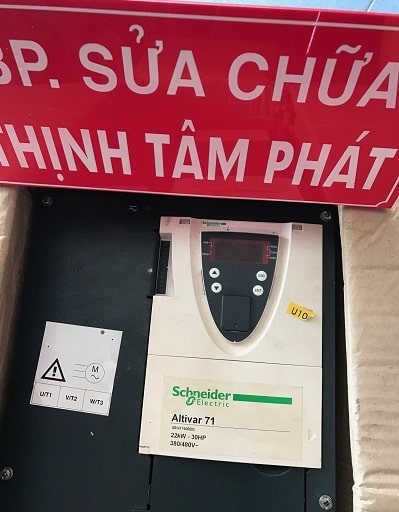 BP. SỬA CHỮA
THỊNH TÂM PHÁT
Schneider
ESC
ENT
U10
M
U/T1 V/T2 W/T3
Schneider
Electric
Altivar 71
22kW - 30HP
380/480V~